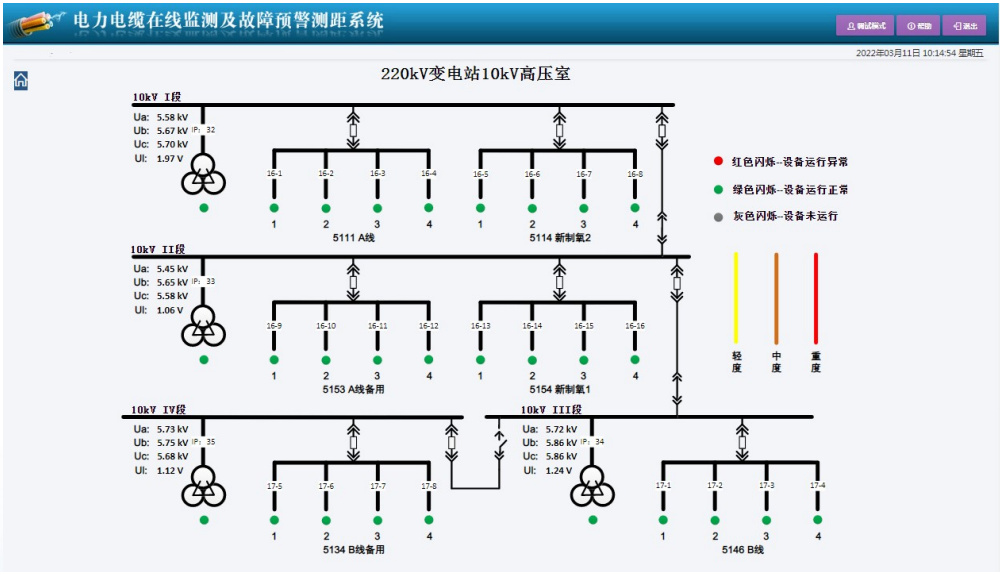 电力电缆在线监测及故障预警测距系统
调试模式 帮助 退出
2022年03月11日 10:14:54 星期五
220kV变电站10kV高压室
10kV I段
Ua: 5.58 kV
Ub: 5.67 kV IP: 32
Uc: 5.70 kV
Ul: 1.97 V
16-1 16-2 16-3 16-4 16-5 16-6 16-7 16-8
1 2 3 4 1 2 3 4
5111 A线 5114 新制氧2
红色闪烁--设备运行异常
绿色闪烁--设备运行正常
灰色闪烁--设备未运行
10kV II段
Ua: 5.45 kV
Ub: 5.65 kV IP: 33
Uc: 5.58 kV
Ul: 1.06 V
16-9 16-10 16-11 16-12 16-13 16-14 16-15 16-16
1 2 3 4 1 2 3 4
5153 A线备用 5154 新制氧1
轻度 中度 重度
10kV IV段 10kV III段
Ua: 5.73 kV Ua: 5.72 kV
Ub: 5.75 kV IP: 35 Ub: 5.86 kV IP: 34
Uc: 5.68 kV Uc: 5.86 kV
Ul: 1.12 V Ul: 1.24 V
17-5 17-6 17-7 17-8 17-1 17-2 17-3 17-4
1 2 3 4 1 2 3 4
5134 B线备用 5146 B线